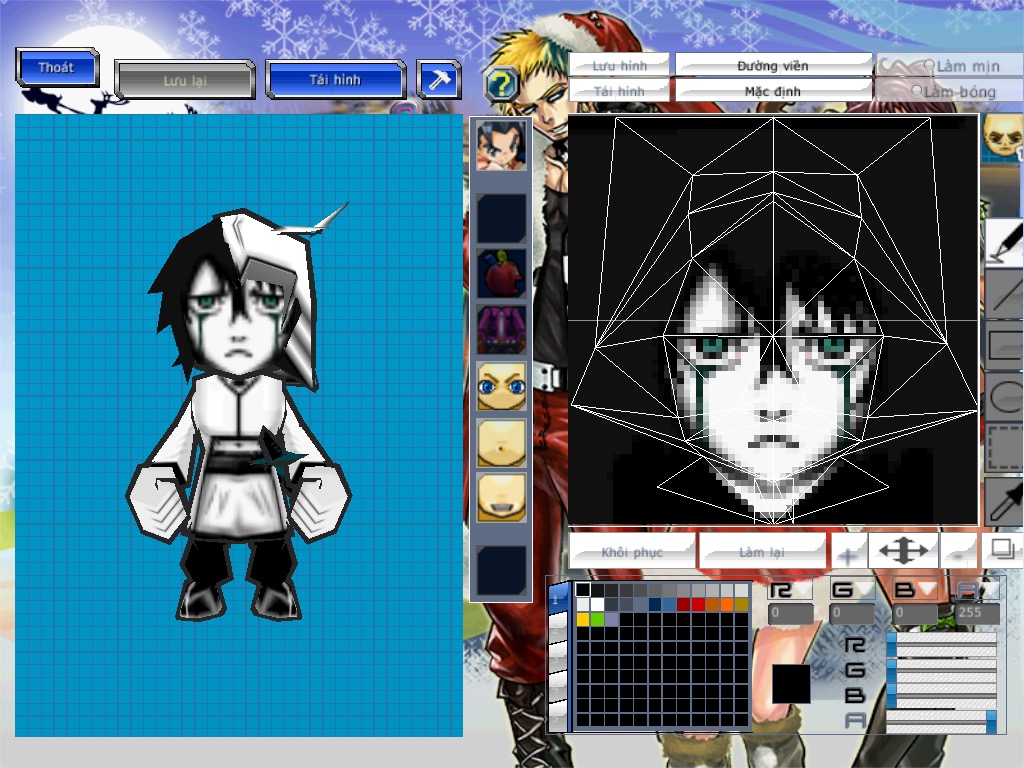 Thoát
Lưu lại
Tải hình
?
Lưu hình
Đường viền
Làm mịn
Tải hình
Mặc định
Làm bóng
Khôi phục
Làm lại
+
-
1
R G B A
0 0 0 255
R
G
B
A